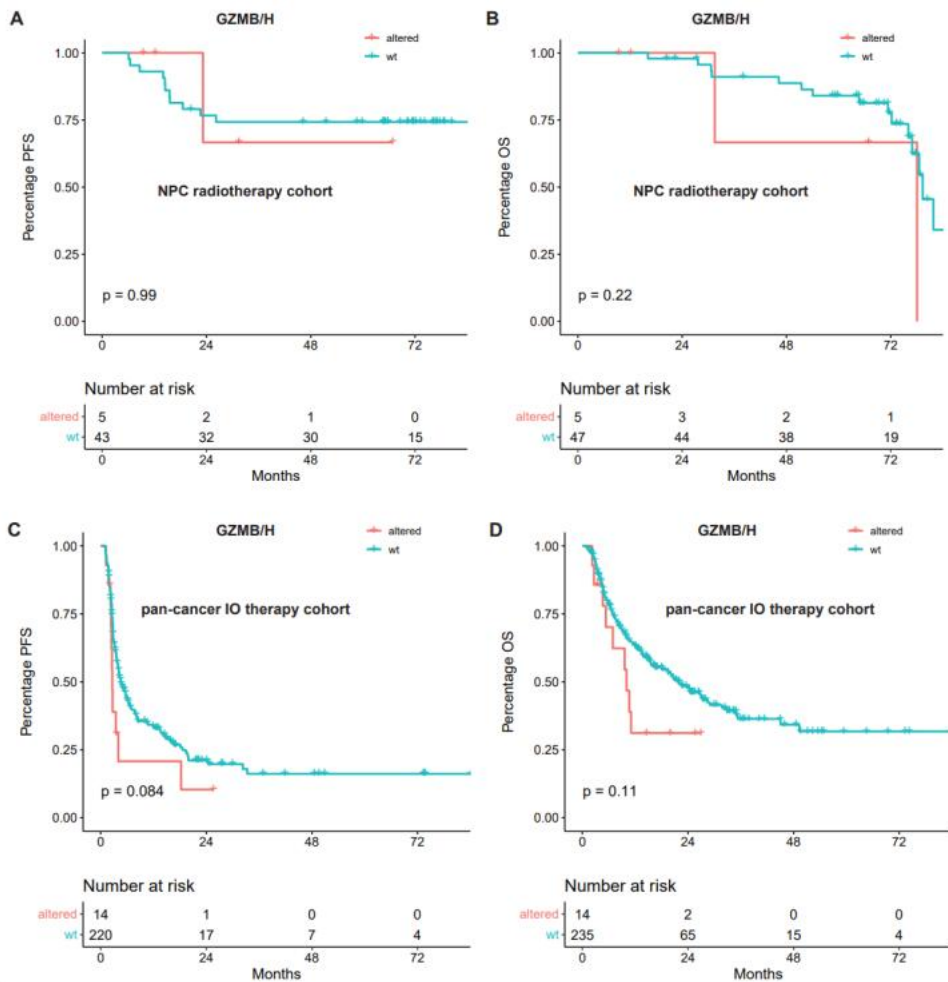 A
GZMB/H
altered
wt
1.00
0.75
0.50
0.25
0.00
Percentage PFS
NPC radiotherapy cohort
p = 0.99
0 24 48 72
Number at risk
altered 5 2 1 0
wt 43 32 30 15
0 24 48 72
Months
B
GZMB/H
altered
wt
1.00
0.75
0.50
0.25
0.00
Percentage OS
NPC radiotherapy cohort
p = 0.22
0 24 48 72
Number at risk
altered 5 3 2 1
wt 47 44 38 19
0 24 48 72
Months
C
GZMB/H
altered
wt
1.00
0.75
0.50
0.25
0.00
Percentage PFS
pan-cancer IO therapy cohort
p = 0.084
0 24 48 72
Number at risk
altered 14 1 0 0
wt 220 17 7 4
0 24 48 72
Months
D
GZMB/H
altered
wt
1.00
0.75
0.50
0.25
0.00
Percentage OS
pan-cancer IO therapy cohort
p = 0.11
0 24 48 72
Number at risk
altered 14 2 0 0
wt 235 65 15 4
0 24 48 72
Months